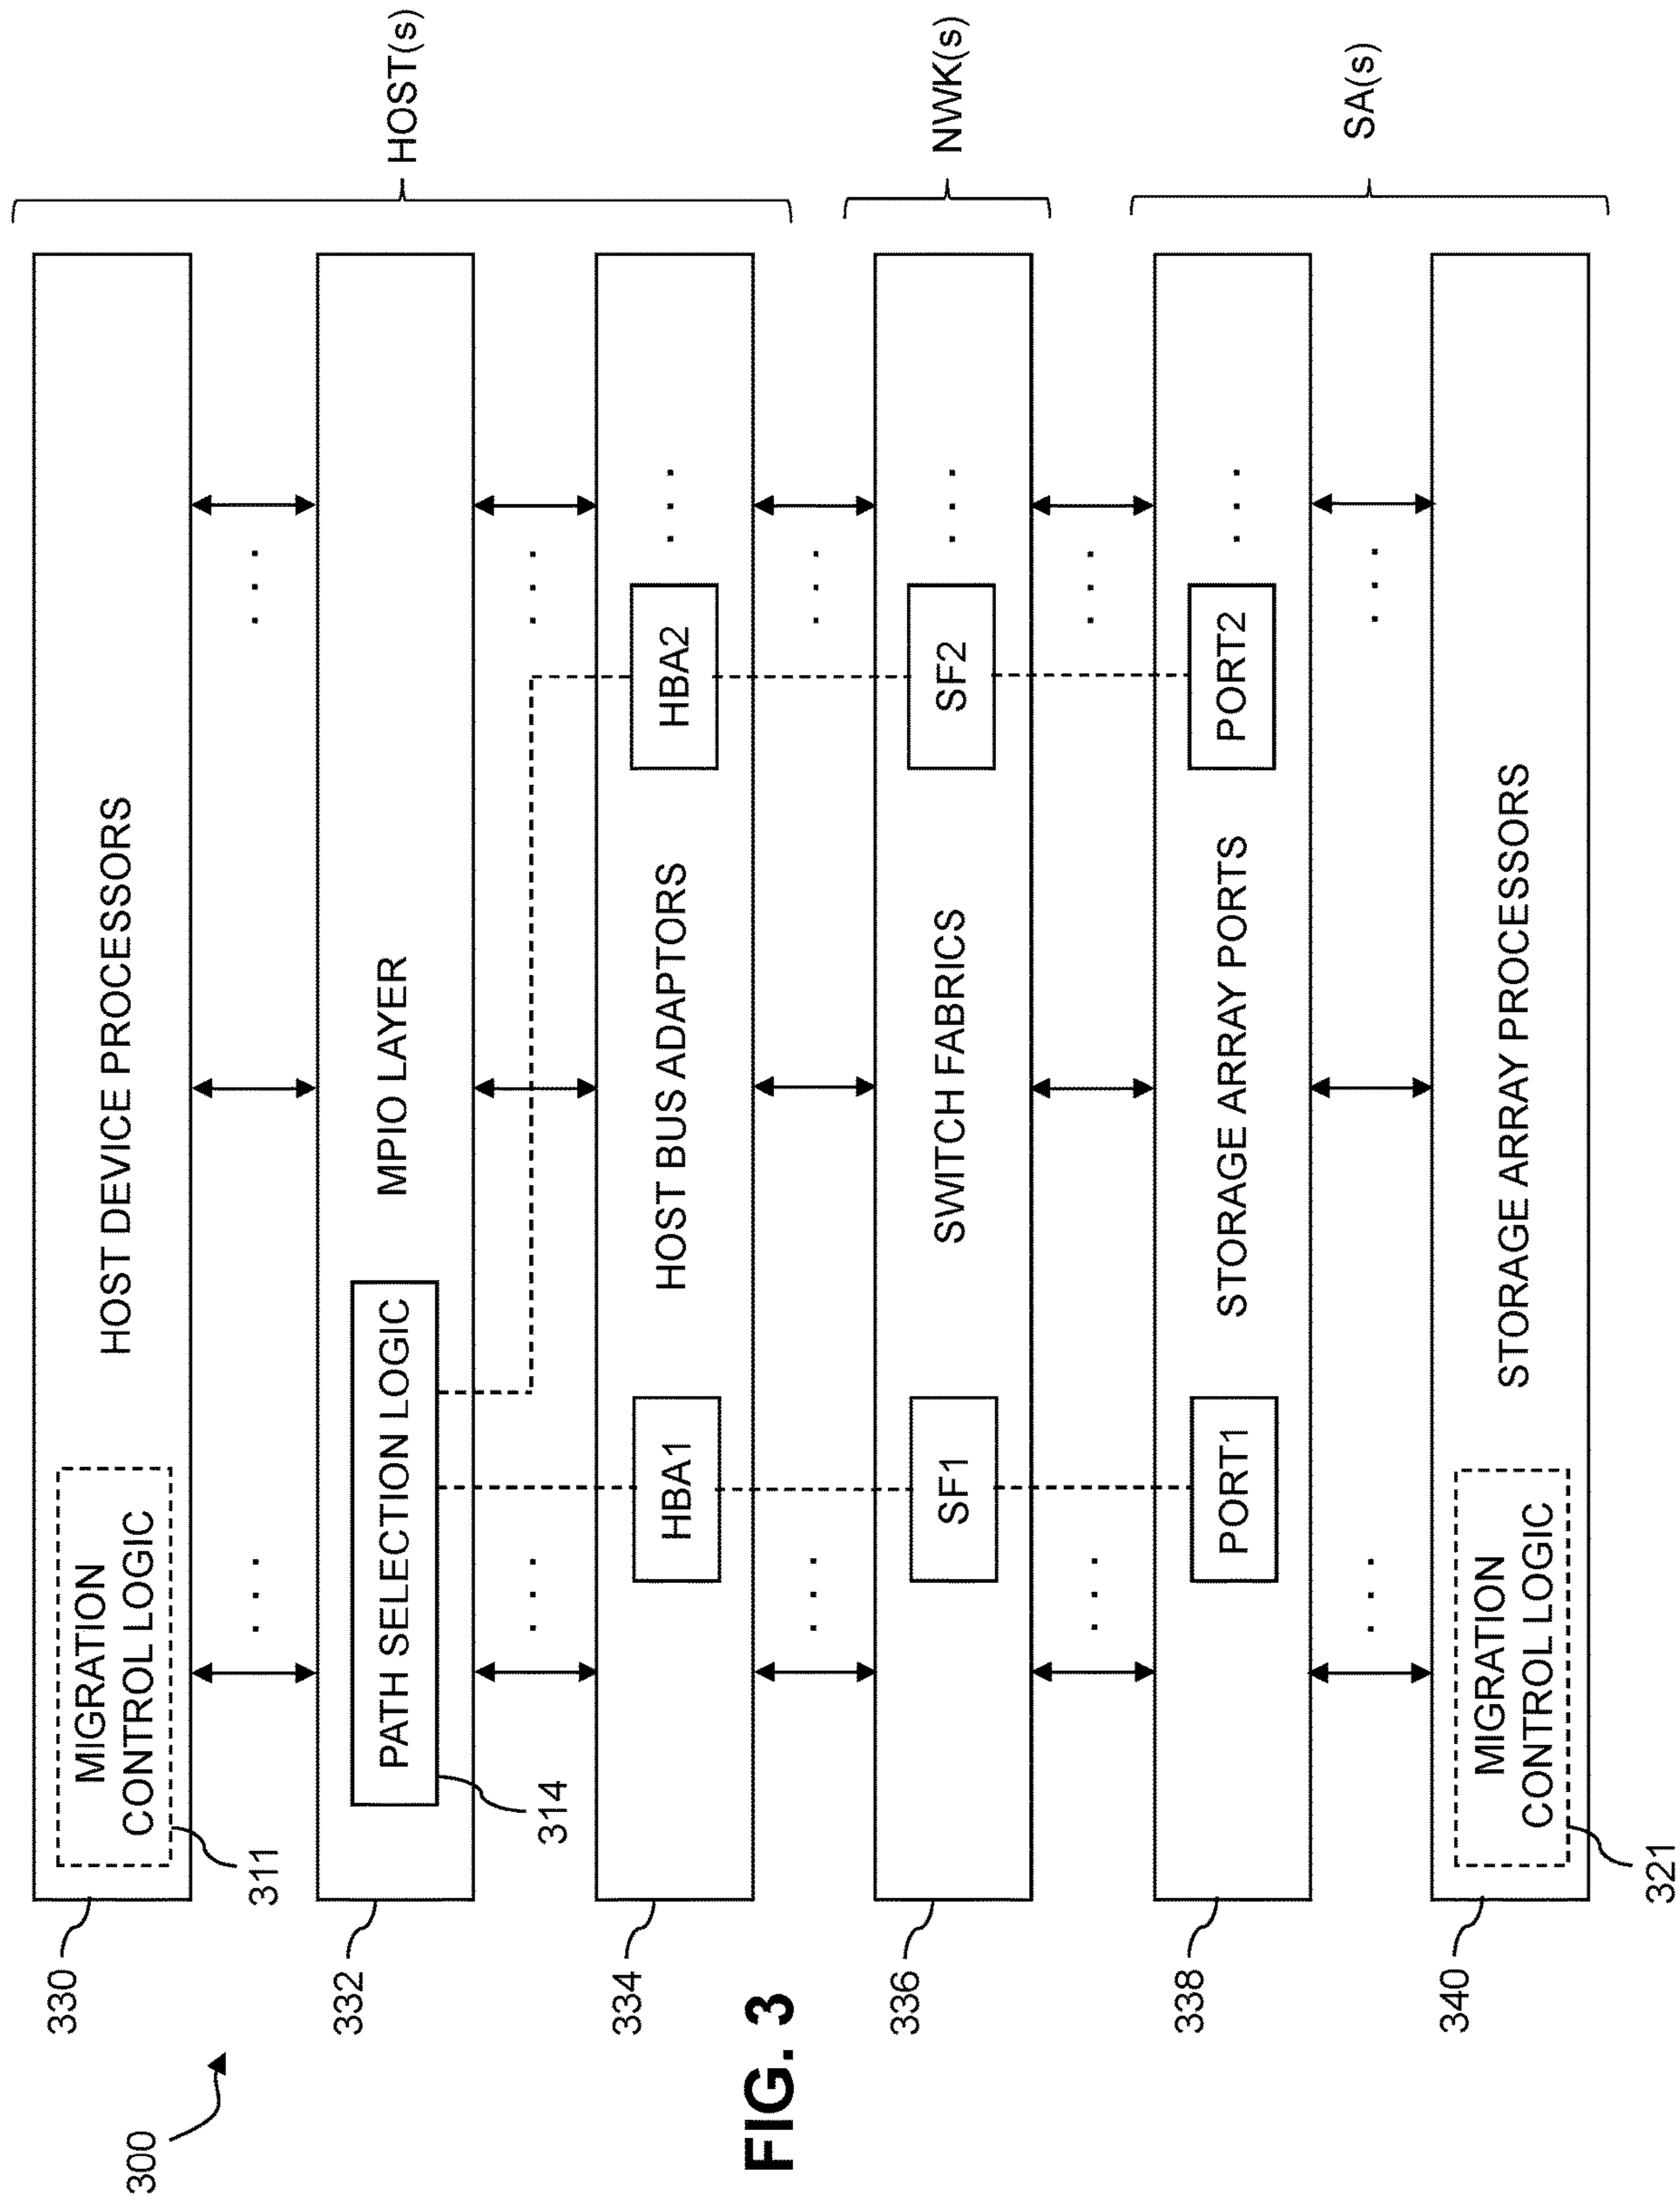 300
330
HOST DEVICE PROCESSORS
MIGRATION
CONTROL LOGIC
311
HOST(s)
332
PATH SELECTION LOGIC
MPIO LAYER
314
334
HBA1
HOST BUS ADAPTORS
HBA2
. . .
336
SF1
SWITCH FABRICS
SF2
. . .
NWK(s)
338
PORT1
STORAGE ARRAY PORTS
PORT2
. . .
SA(s)
340
MIGRATION
CONTROL LOGIC
STORAGE ARRAY PROCESSORS
321
FIG. 3